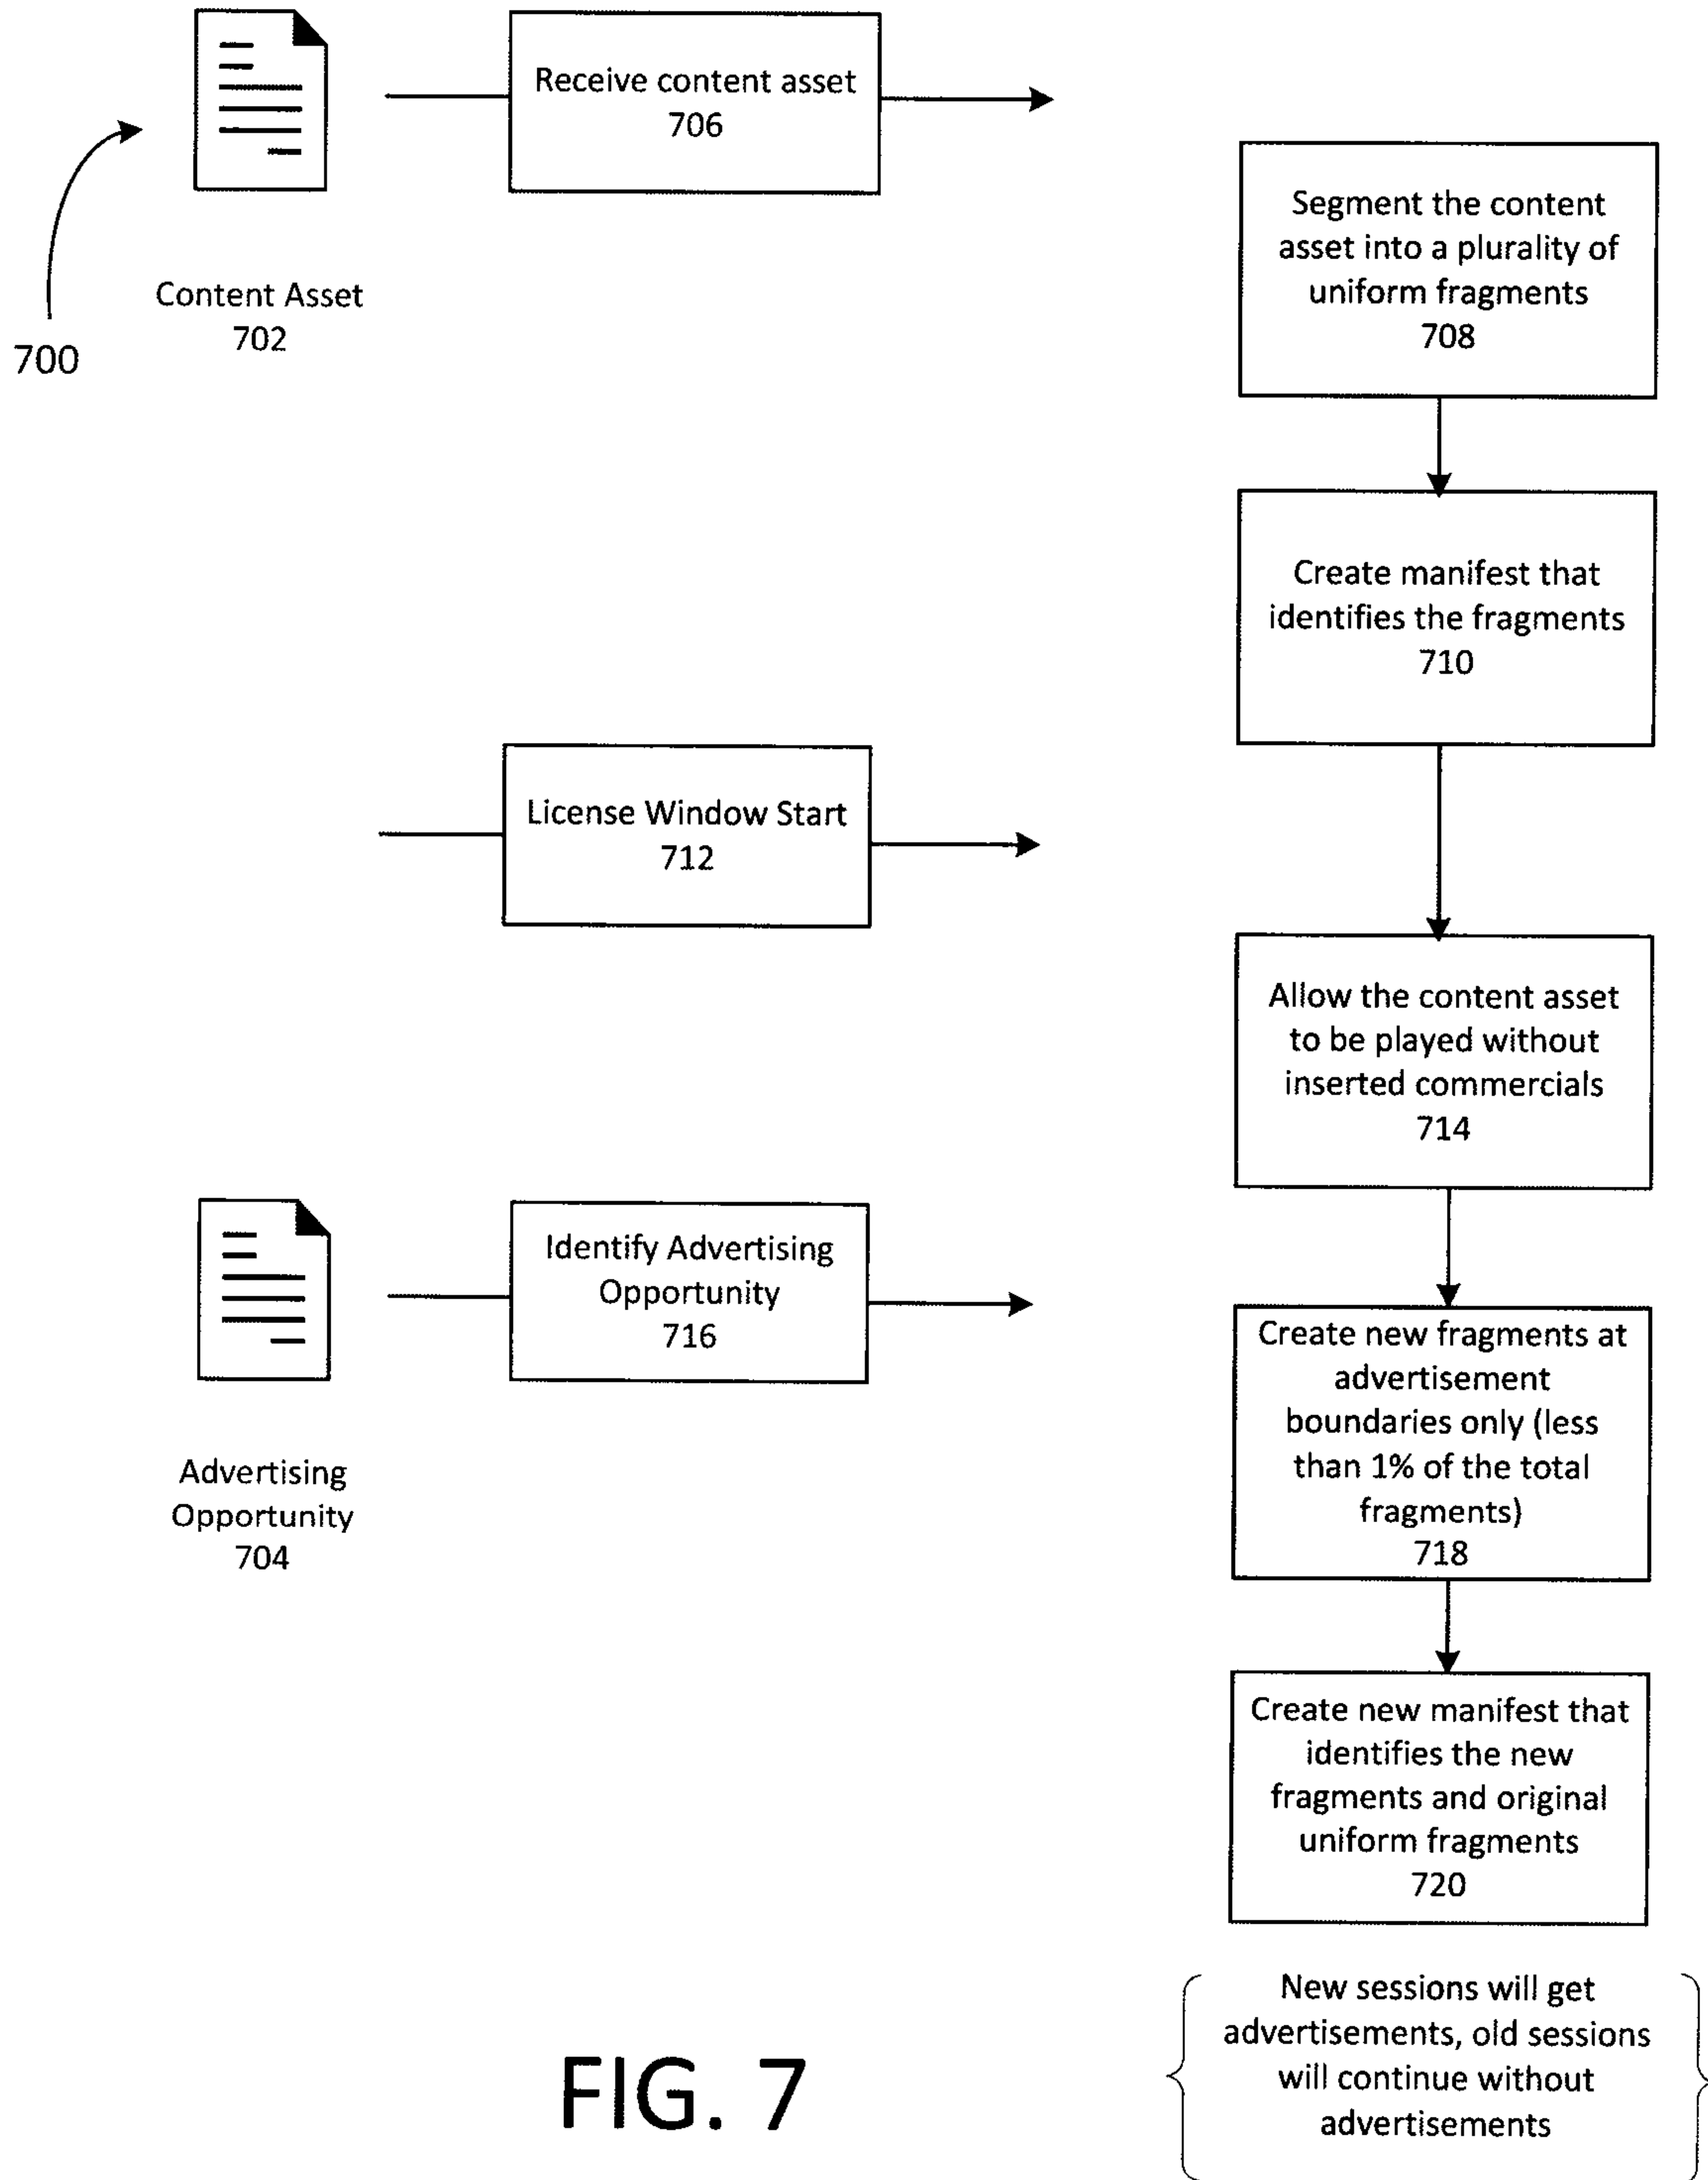 Receive content asset
706
Content Asset
702
700
Segment the content
asset into a plurality of
uniform fragments
708
Create manifest that
identifies the fragments
710
License Window Start
712
Allow the content asset
to be played without
inserted commercials
714
Identify Advertising
Opportunity
716
Advertising
Opportunity
704
Create new fragments at
advertisement
boundaries only (less
than 1% of the total
fragments)
718
Create new manifest that
identifies the new
fragments and original
uniform fragments
720
New sessions will get
advertisements, old sessions
will continue without
advertisements
FIG. 7